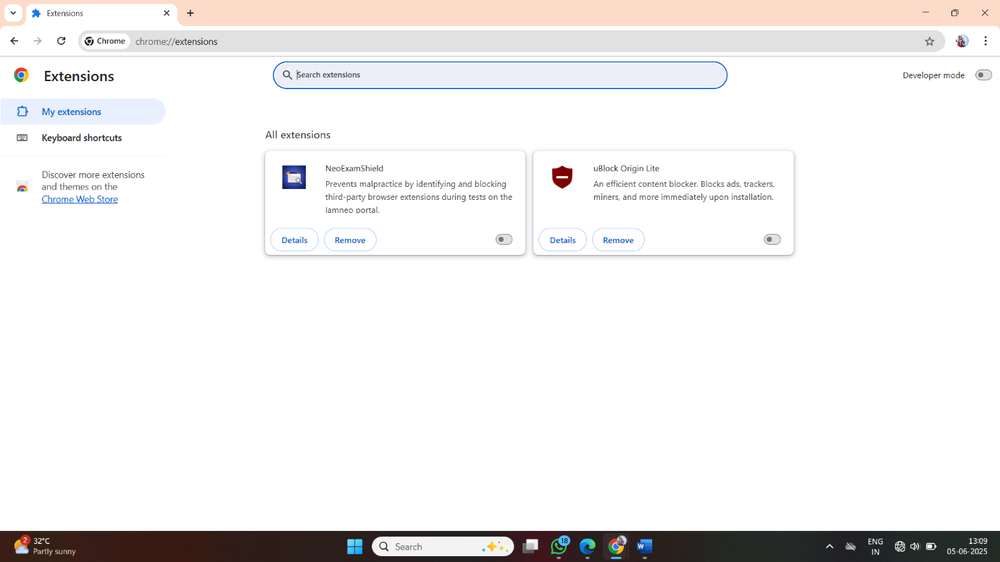 Extensions
Chrome
chrome://extensions
Extensions
Search extensions
Developer mode
My extensions
Keyboard shortcuts
Discover more extensions
and themes on the
Chrome Web Store
All extensions
NeoExamShield
Prevents malpractice by identifying and blocking
third-party browser extensions during tests on the
Iamneo portal.
Details
Remove
uBlock Origin Lite
An efficient content blocker. Blocks ads, trackers,
miners, and more immediately upon installation.
Details
Remove
2
32°C
Partly sunny
Search
18
W
ENG
IN
13:09
05-06-2025